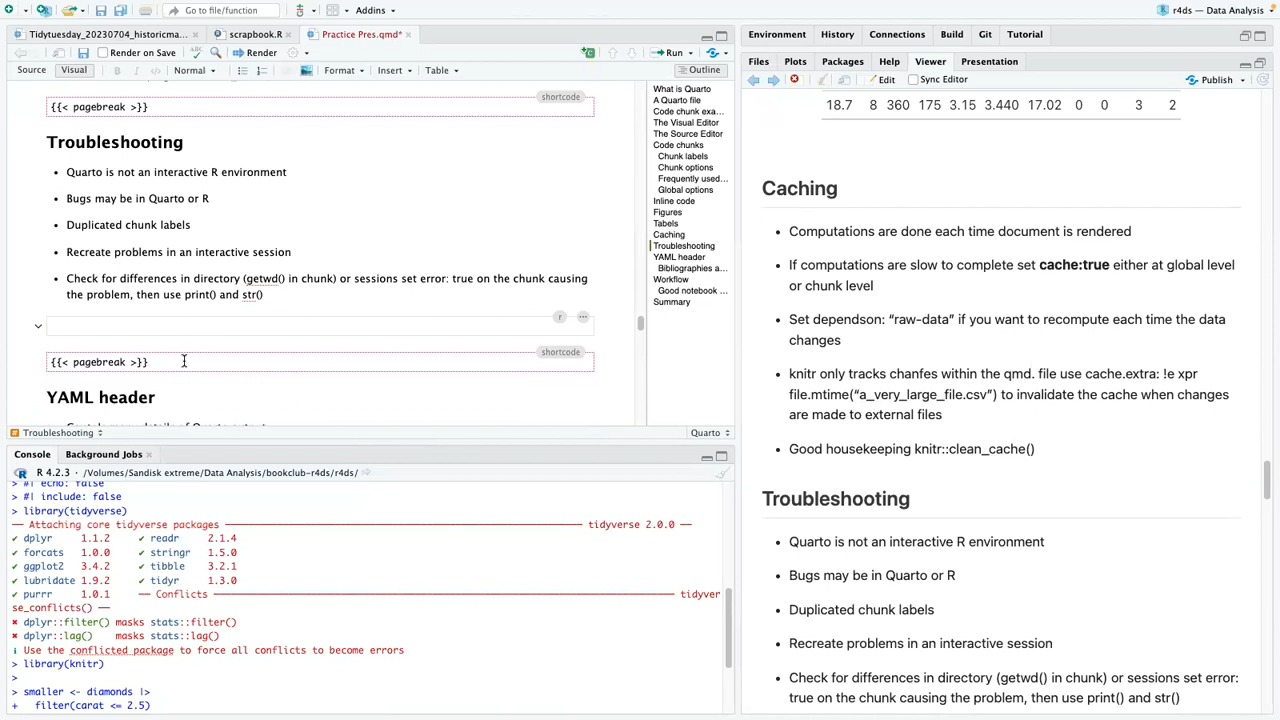 Go to file/function
Addins
r4ds — Data Analysis
Tidytuesday_20230704_historicma...
scrapbook.R
Practice Pres.qmd*
Render on Save
Render
Run
Source Visual
Normal
Format
Insert
Table
Outline
{{< pagebreak >}}
shortcode
Troubleshooting
Quarto is not an interactive R environment
Bugs may be in Quarto or R
Duplicated chunk labels
Recreate problems in an interactive session
Check for differences in directory (getwd() in chunk) or sessions set error: true on the chunk causing
the problem, then use print() and str()
r
{{< pagebreak >}}
shortcode
YAML header
What is Quarto
A Quarto file
Code chunk exa...
The Visual Editor
The Source Editor
Code chunks
Chunk labels
Chunk options
Frequently used...
Global options
Inline code
Figures
Tabels
Caching
Troubleshooting
YAML header
Bibliographies a...
Workflow
Good notebook ...
Summary
Troubleshooting
Quarto
Console Background Jobs
R 4.2.3 · /Volumes/Sandisk extreme/Data Analysis/bookclub-r4ds/r4ds/
> #| echo: false
> #| include: false
> library(tidyverse)
── Attaching core tidyverse packages ── tidyverse 2.0.0 ──
✔ dplyr 1.1.2 ✔ readr 2.1.4
✔ forcats 1.0.0 ✔ stringr 1.5.0
✔ ggplot2 3.4.2 ✔ tibble 3.2.1
✔ lubridate 1.9.2 ✔ tidyr 1.3.0
✔ purrr 1.0.1 ── Conflicts ── tidyver
se_conflicts() ──
✖ dplyr::filter() masks stats::filter()
✖ dplyr::lag() masks stats::lag()
ℹ Use the conflicted package to force all conflicts to become errors
> library(knitr)
>
> smaller <- diamonds |>
+ filter(carat <= 2.5)
Environment History Connections Build Git Tutorial
Files Plots Packages Help Viewer Presentation
Edit
Sync Editor
Publish
18.7 8 360 175 3.15 3.440 17.02 0 0 3 2
Caching
Computations are done each time document is rendered
If computations are slow to complete set cache:true either at global level
or chunk level
Set dependson: “raw-data” if you want to recompute each time the data
changes
knitr only tracks chanfes within the qmd. file use cache.extra: !e xpr
file.mtime(“a_very_large_file.csv”) to invalidate the cache when changes
are made to external files
Good housekeeping knitr::clean_cache()
Troubleshooting
Quarto is not an interactive R environment
Bugs may be in Quarto or R
Duplicated chunk labels
Recreate problems in an interactive session
Check for differences in directory (getwd() in chunk) or sessions set error:
true on the chunk causing the problem, then use print() and str()